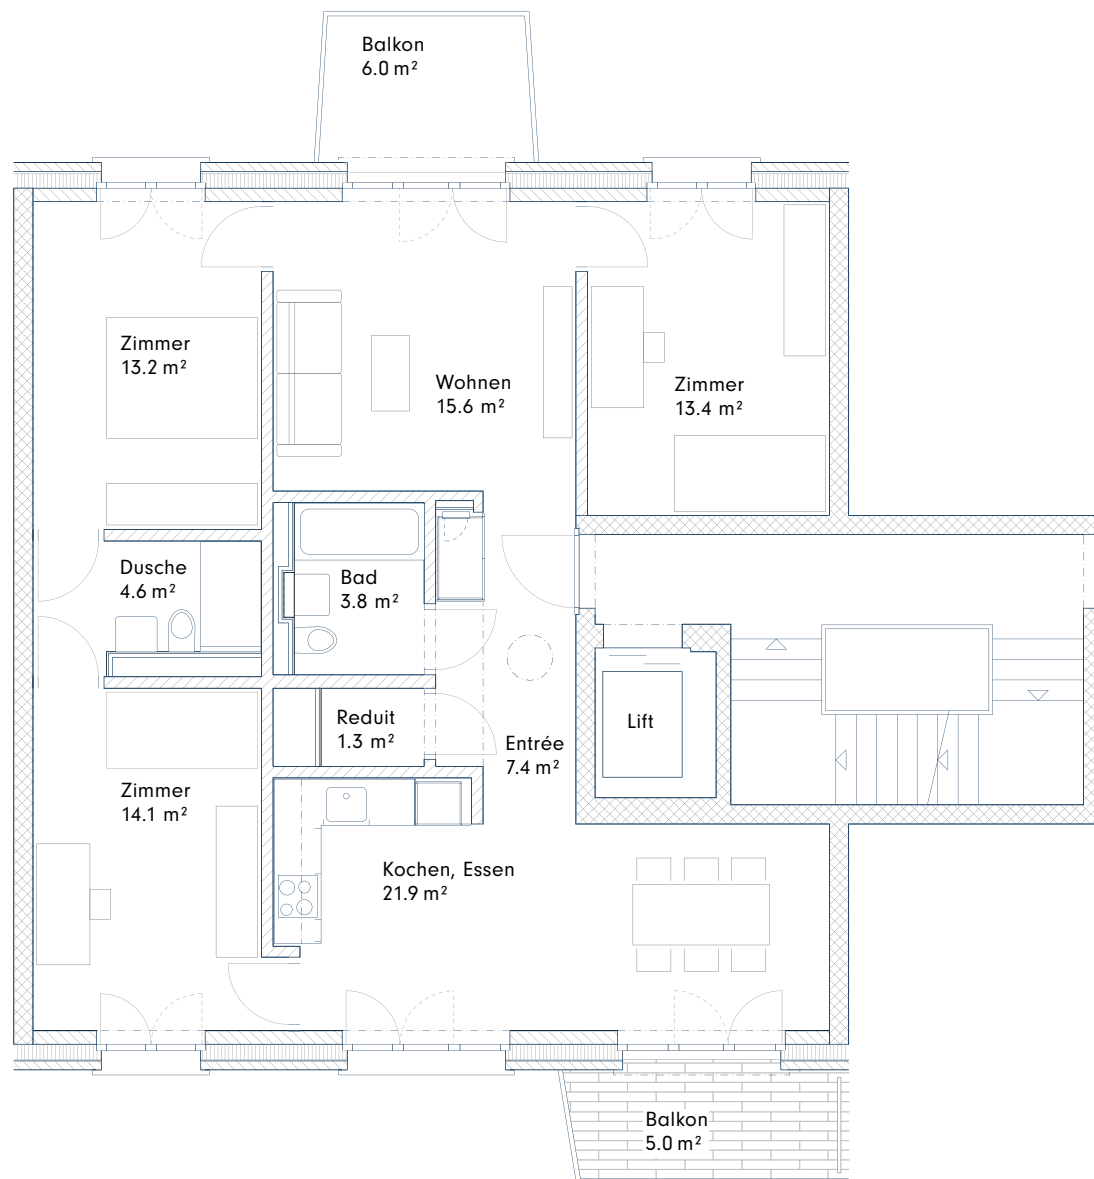 Balkon
6.0 m²
Zimmer
13.2 m²
Wohnen
15.6 m²
Zimmer
13.4 m²
Dusche
4.6 m²
Bad
3.8 m²
Reduit
1.3 m²
Lift
Entrée
7.4 m²
Zimmer
14.1 m²
Kochen, Essen
21.9 m²
Balkon
5.0 m²